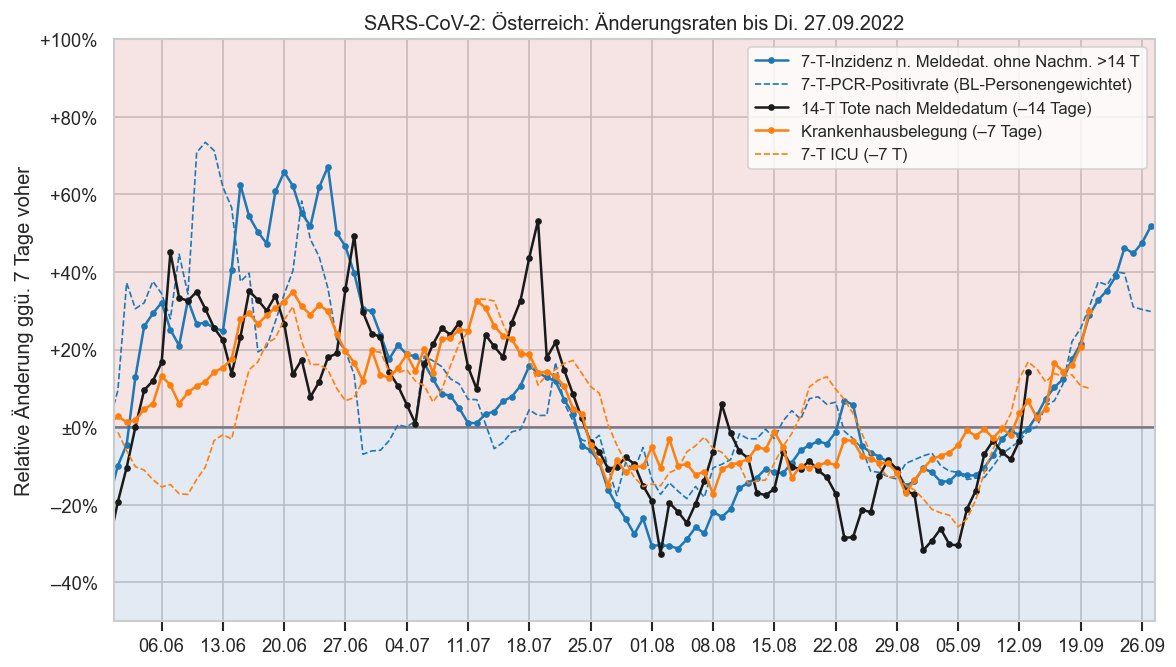 SARS-CoV-2: Österreich: Änderungsraten bis Di. 27.09.2022
Relative Änderung ggü. 7 Tage voher
+100%
+80%
+60%
+40%
+20%
±0%
–20%
–40%
7-T-Inzidenz n. Meldedat. ohne Nachm. >14 T
7-T-PCR-Positivrate (BL-Personengewichtet)
14-T Tote nach Meldedatum (–14 Tage)
Krankenhausbelegung (–7 Tage)
7-T ICU (–7 T)
06.06 13.06 20.06 27.06 04.07 11.07 18.07 25.07 01.08 08.08 15.08 22.08 29.08 05.09 12.09 19.09 26.09